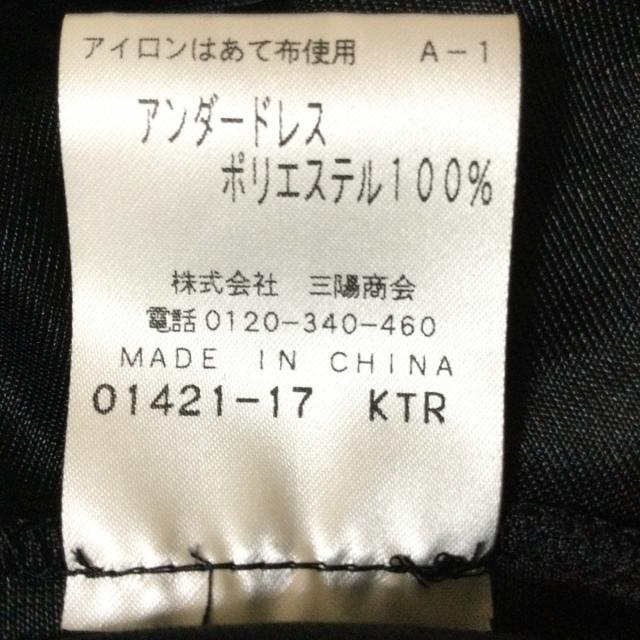 アイロンはあて布使用 A-1
アンダードレス
ポリエステル100%
株式会社 三陽商会
電話0120-340-460
MADE IN CHINA
01421-17 KTR